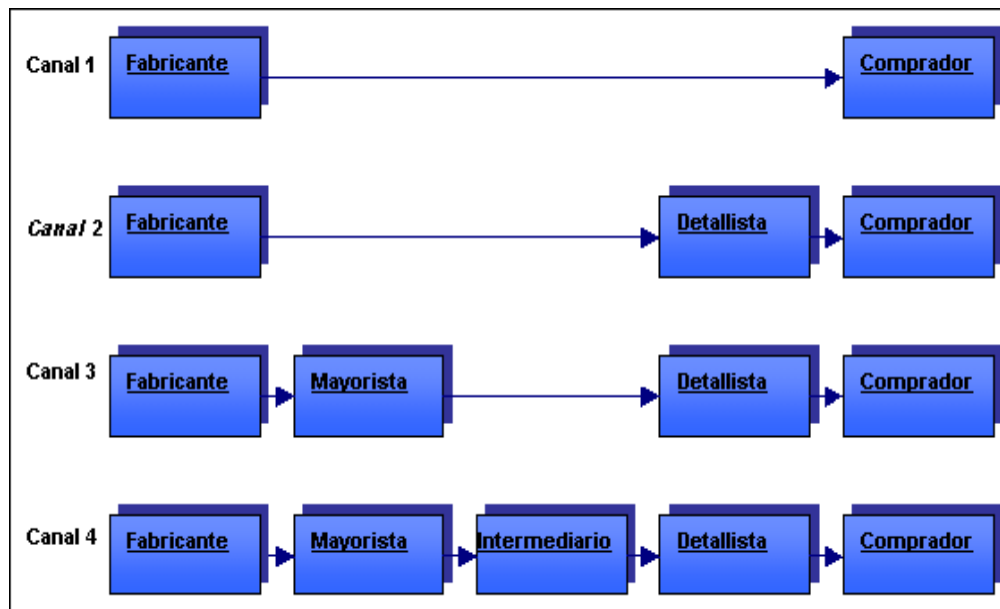 Canal 1 Fabricante Comprador
Canal 2 Fabricante Detallista Comprador
Canal 3 Fabricante Mayorista Detallista Comprador
Canal 4 Fabricante Mayorista Intermediario Detallista Comprador